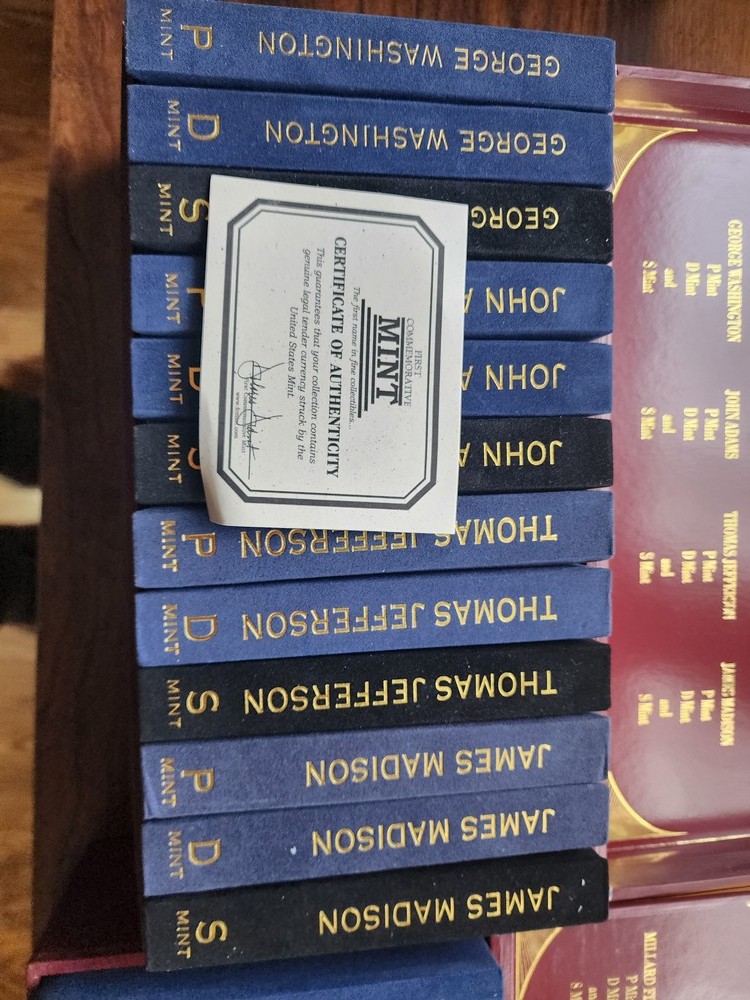 GEORGE WASHINGTON
P
MINT
GEORGE WASHINGTON
D
MINT
GEORG
S
MINT
JOHN A
P
MINT
JOHN A
D
MINT
JOHN A
S
MINT
THOMAS JEFFERSON
P
MINT
THOMAS JEFFERSON
D
MINT
THOMAS JEFFERSON
S
MINT
JAMES MADISON
P
MINT
JAMES MADISON
D
MINT
JAMES MADISON
S
MINT
FIRST
COMMEMORATIVE
MINT
The first name in fine collectibles...
CERTIFICATE OF AUTHENTICITY
This guarantees that your collection contains
genuine legal tender currency struck by the
United States Mint.
GEORGE WASHINGTON
P Mint
D Mint
and
S Mint
JOHN ADAMS
P Mint
D Mint
and
S Mint
THOMAS JEFFERSON
P Mint
D Mint
and
S Mint
JAMES MADISON
P Mint
D Mint
and
S Mint
MILLARD F
P M
D M
an
S M